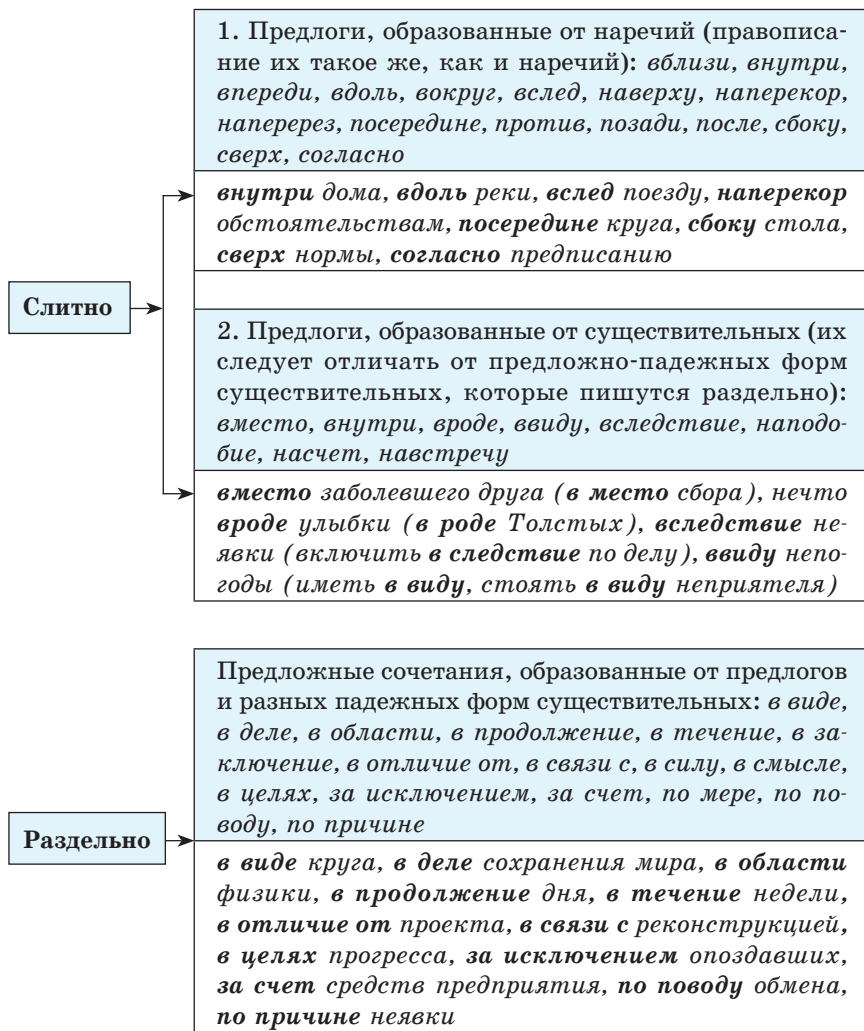 1. Предлоги, образованные от наречий (правописа-
ние их такое же, как и наречий): вблизи, внутри,
впереди, вдоль, вокруг, вслед, наверху, наперекор,
наперерез, посередине, против, позади, после, сбоку,
сверх, согласно
внутри дома, вдоль реки, вслед поезду, наперекор
обстоятельствам, посередине круга, сбоку стола,
сверх нормы, согласно предписанию
Слитно
2. Предлоги, образованные от существительных (их
следует отличать от предложно-падежных форм
существительных, которые пишутся раздельно):
вместо, внутри, вроде, ввиду, вследствие, наподо-
бие, насчет, навстречу
вместо заболевшего друга (в место сбора), нечто
вроде улыбки (в роде Толстых), вследствие не-
явки (включить в следствие по делу), ввиду непо-
годы (иметь в виду, стоять в виду неприятеля)
Предложные сочетания, образованные от предлогов
и разных падежных форм существительных: в виде,
в деле, в области, в продолжение, в течение, в за-
ключение, в отличие от, в связи с, в силу, в смысле,
в целях, за исключением, за счет, по мере, по по-
воду, по причине
Раздельно
в виде круга, в деле сохранения мира, в области
физики, в продолжение дня, в течение недели,
в отличие от проекта, в связи с реконструкцией,
в целях прогресса, за исключением опоздавших,
за счет средств предприятия, по поводу обмена,
по причине неявки